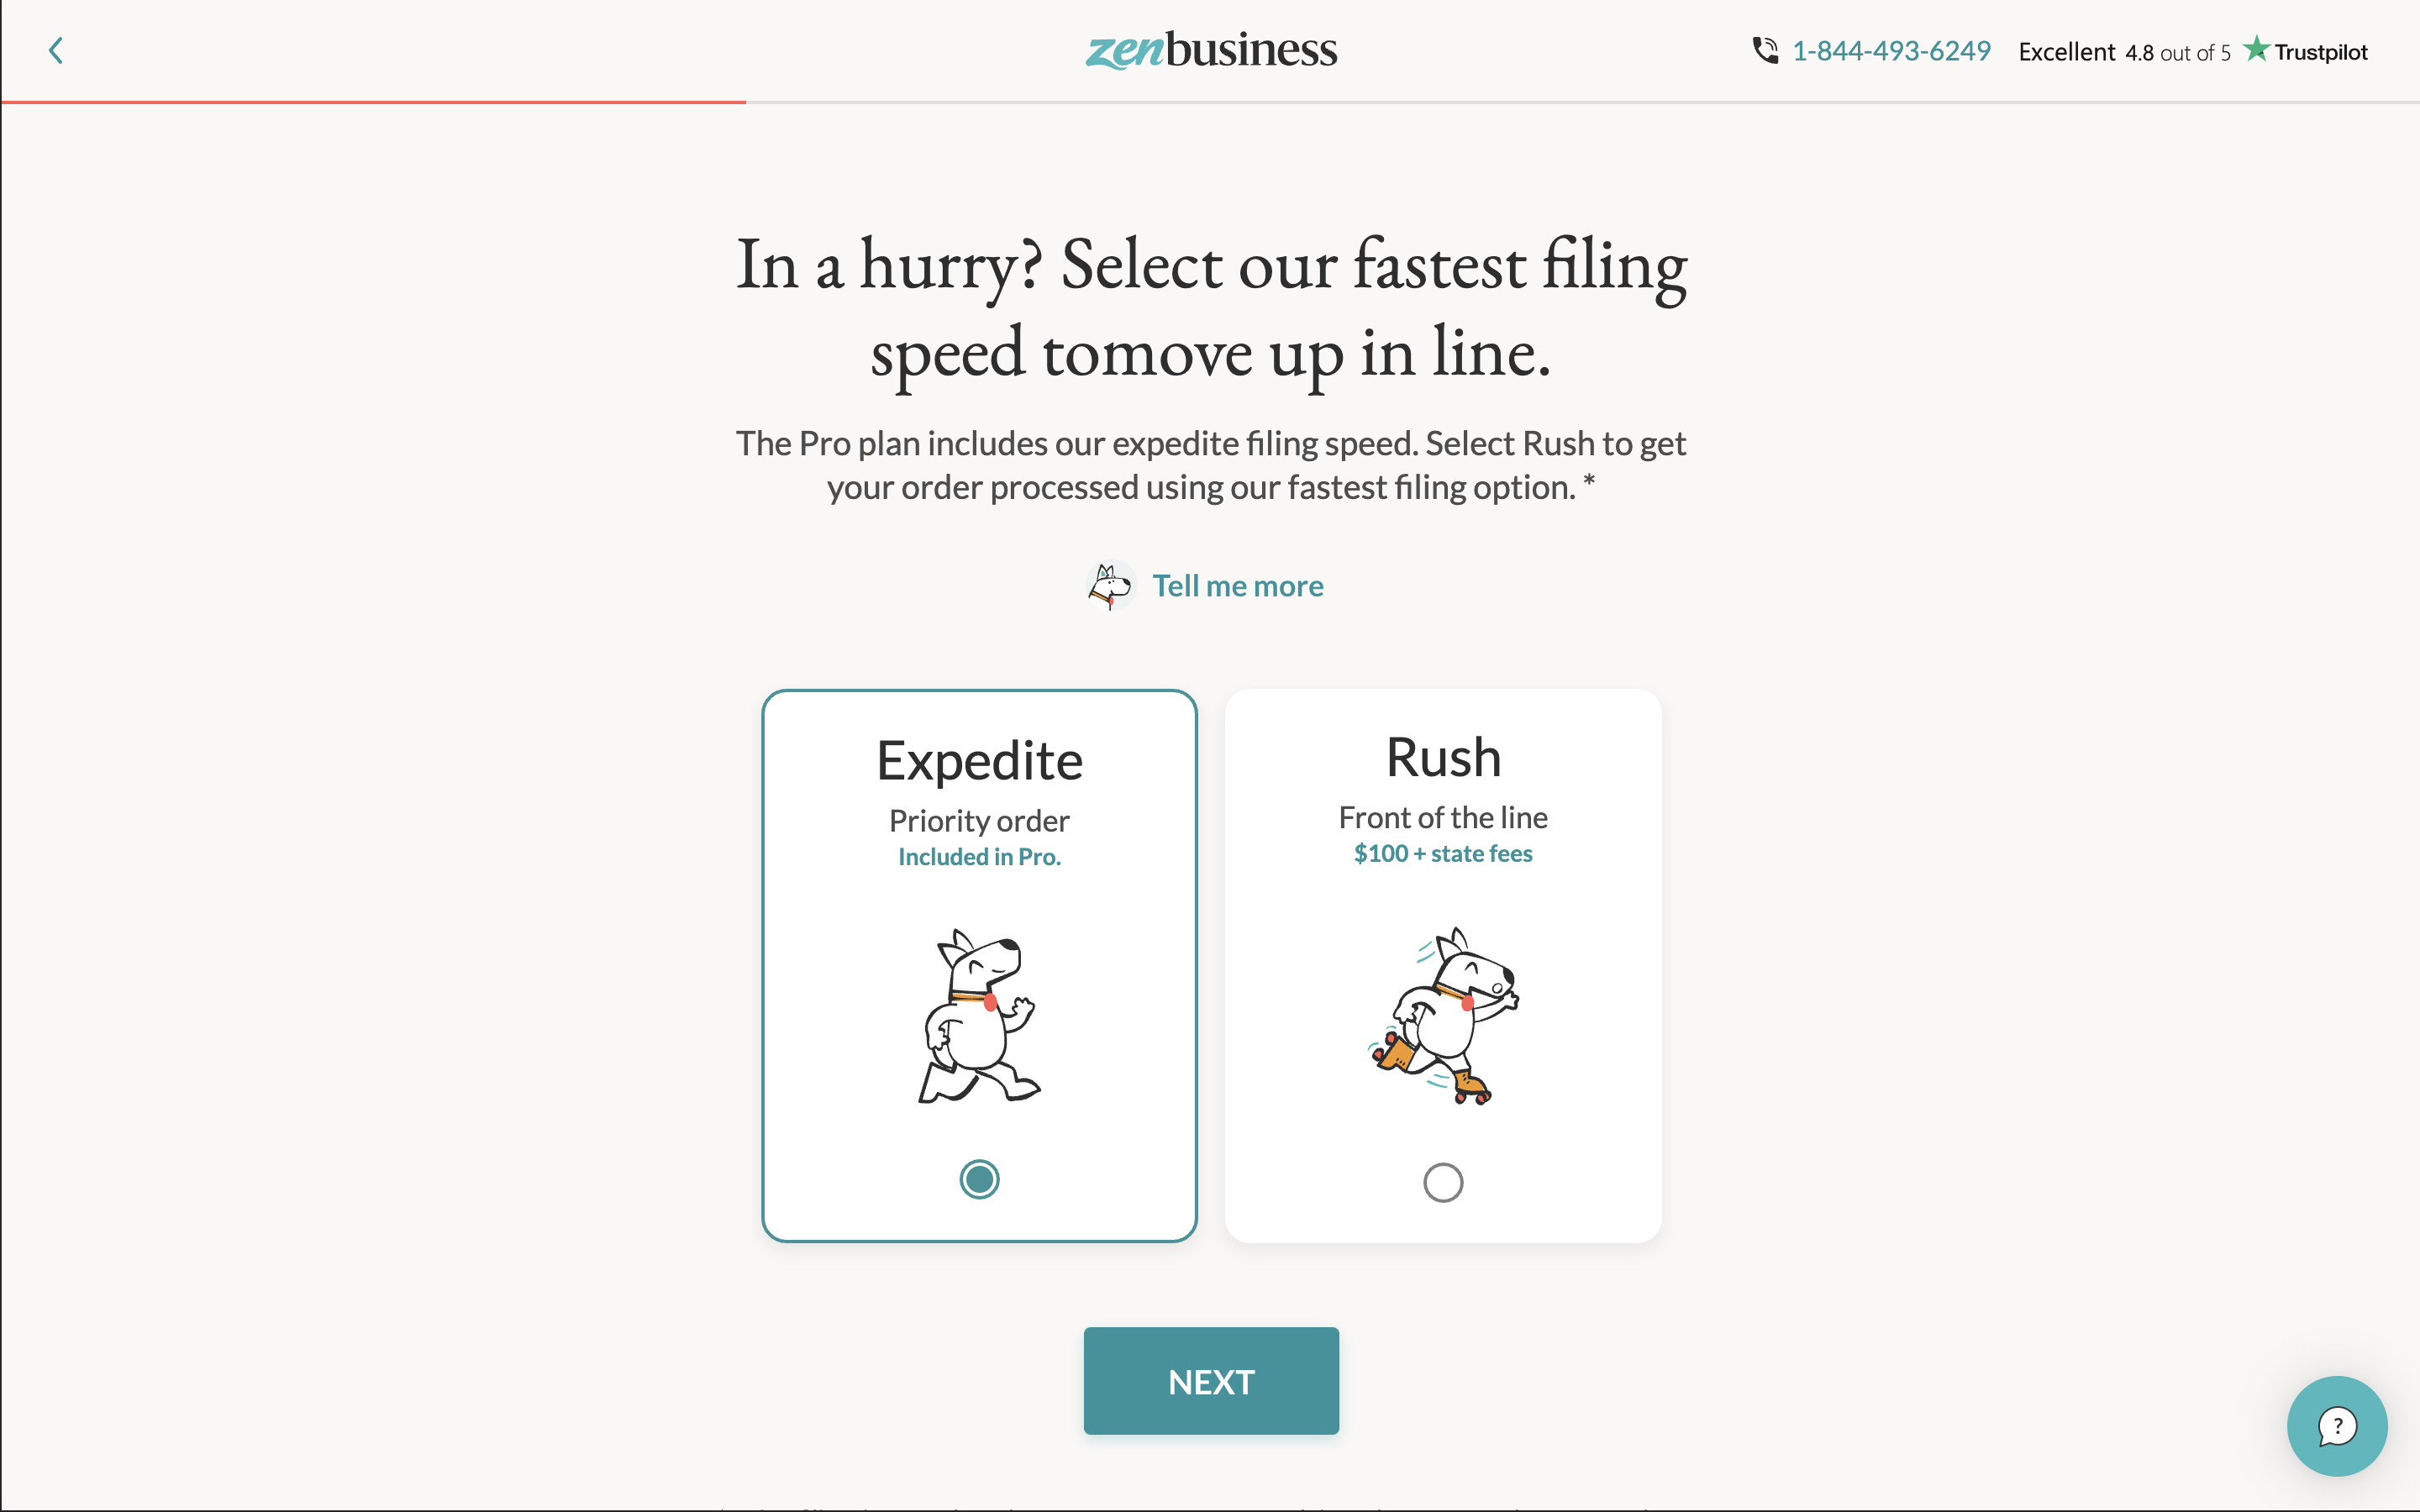 zenbusiness
1-844-493-6249 Excellent 4.8 out of 5 Trustpilot
In a hurry? Select our fastest filing
speed tomove up in line.
The Pro plan includes our expedite filing speed. Select Rush to get
your order processed using our fastest filing option. *
Tell me more
Expedite
Priority order
Included in Pro.
Rush
Front of the line
$100 + state fees
NEXT
?